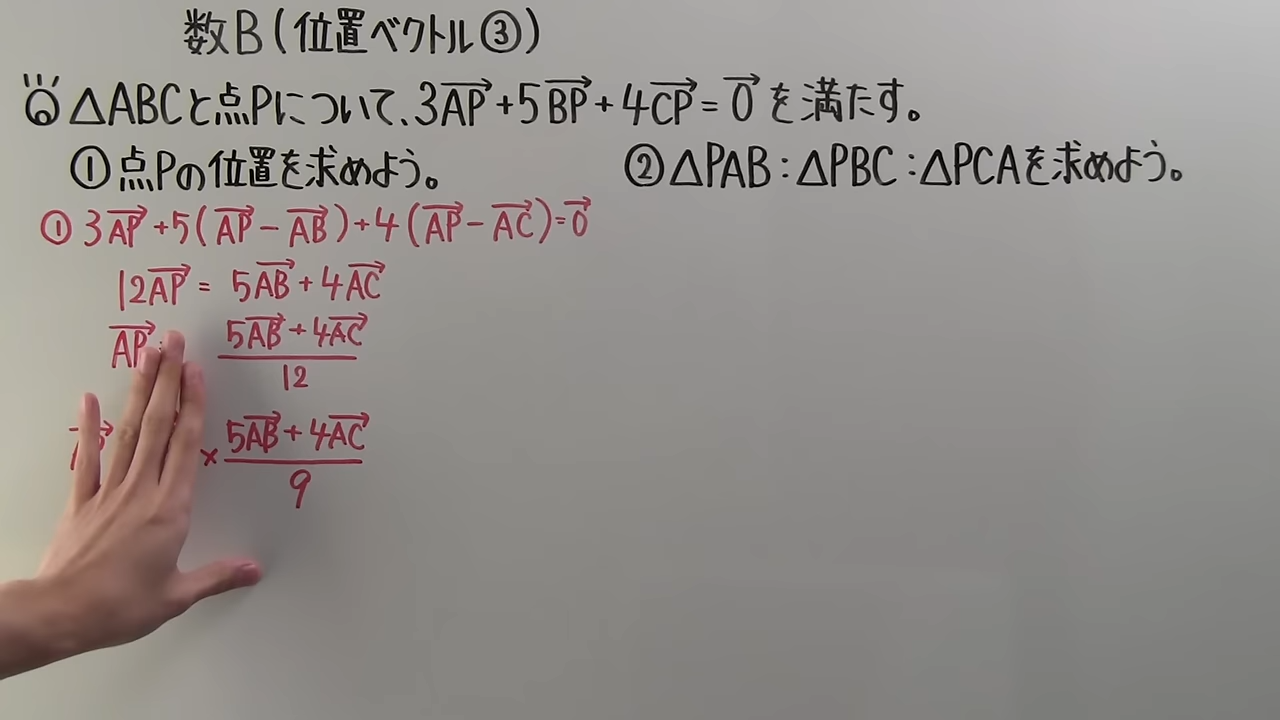 数B(位置ベクトル③)
Q △ABCと点Pについて、3AP→+5BP→+4CP→=0→を満たす。
①点Pの位置を求めよう。 ②△PAB:△PBC:△PCAを求めよう。
① 3AP→+5(AP→-AB→)+4(AP→-AC→)=0→
12AP→=5AB→+4AC→
AP→ 5AB→+4AC→
12
× 5AB→+4AC→
9